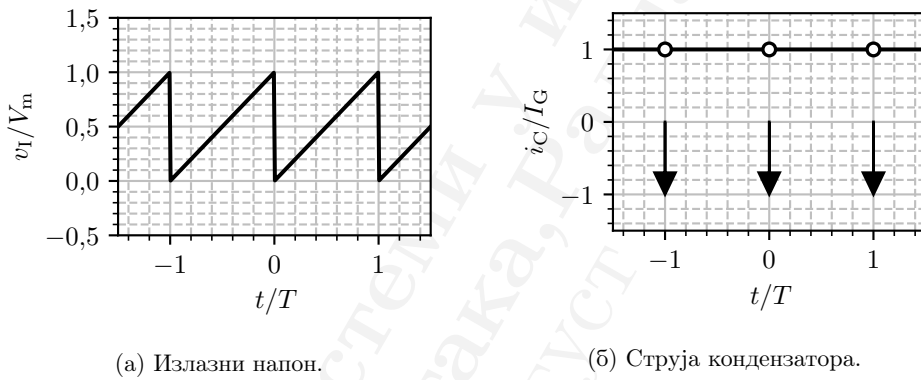 1,5
1,0
0,5
0,0
−0,5
v_I/V_m
−1
0
1
t/T
(а) Излазни напон.
1
0
−1
i_C/I_G
−1
0
1
t/T
(б) Струја кондензатора.